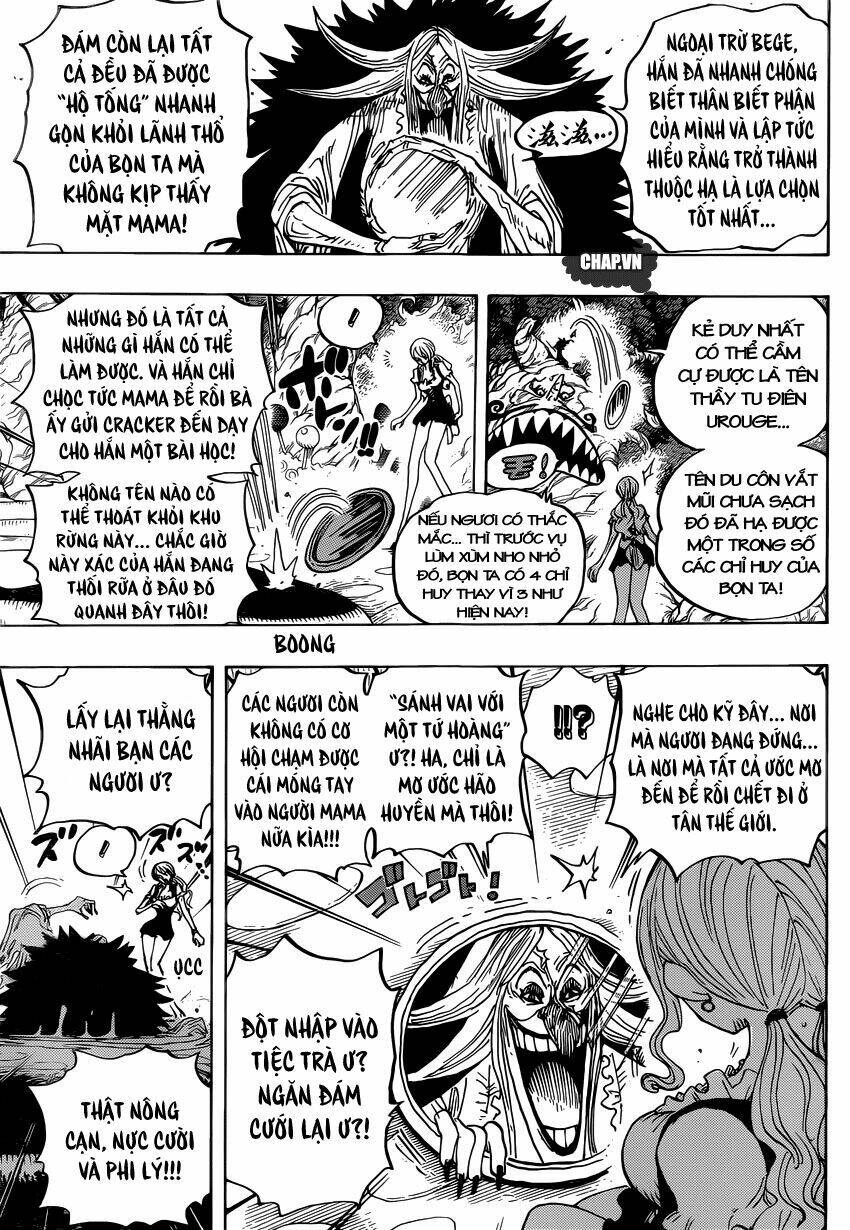 NGOẠI TRỪ BEGE,
HẮN ĐÃ NHANH CHÓNG
BIẾT THÂN BIẾT PHẬN
CỦA MÌNH VÀ LẬP TỨC
HIỂU RẰNG TRỞ THÀNH
THUỘC HẠ LÀ LỰA CHỌN
TỐT NHẤT...
滋滋...
ĐÁM CÒN LẠI TẤT
CẢ ĐỀU ĐÃ ĐƯỢC
“HỘ TỐNG” NHANH
GỌN KHỎI LÃNH THỔ
CỦA BỌN TA MÀ
KHÔNG KỊP THẤY
MẶT MAMA!
CHAP.VN
KẺ DUY NHẤT
CÓ THỂ CẦM
CỰ ĐƯỢC LÀ TÊN
THẦY TU ĐIÊN
UROUGE...
TÊN DU CÔN VẮT
MŨI CHƯA SẠCH
ĐÓ ĐÃ HẠ ĐƯỢC
MỘT TRONG SỐ
CÁC CHỈ HUY CỦA
BỌN TA!
NẾU NGƯƠI CÓ THẮC
MẮC... THÌ TRƯỚC VỤ
LÙM XÙM NHO NHỎ
ĐÓ, BỌN TA CÓ 4 CHỈ
HUY THAY VÌ 3 NHƯ
HIỆN NAY!
!
NHƯNG ĐÓ LÀ TẤT CẢ
NHỮNG GÌ HẮN CÓ THỂ
LÀM ĐƯỢC. VÀ HẮN CHỈ
CHỌC TỨC MAMA ĐỂ RỒI BÀ
ẤY GỬI CRACKER ĐẾN DẠY
CHO HẮN MỘT BÀI HỌC!
KHÔNG TÊN NÀO CÓ
THỂ THOÁT KHỎI KHU
RỪNG NÀY... CHẮC GIỜ
NÀY XÁC CỦA HẮN ĐANG
THỐI RỮA Ở ĐÂU ĐÓ
QUANH ĐÂY THÔI!
BOONG
NGHE CHO KỸ ĐÂY... NƠI
MÀ NGƯƠI ĐANG ĐỨNG...
LÀ NƠI MÀ TẤT CẢ ƯỚC MƠ
ĐẾN ĐỂ RỒI CHẾT ĐI Ở
TÂN THẾ GIỚI.
!!?
“SÁNH VAI VỚI
MỘT TỨ HOÀNG”
Ư?! HA, CHỈ LÀ
MƠ ƯỚC HÃO
HUYỀN MÀ THÔI!
CÁC NGƯƠI CÒN
KHÔNG CÓ CƠ
HỘI CHẠM ĐƯỢC
CÁI MÓNG TAY
VÀO NGƯỜI MAMA
NỮA KÌA!!!
ゴトゴト!
ĐỘT NHẬP VÀO
TIỆC TRÀ Ư?
NGĂN ĐÁM
CƯỚI LẠI Ư?!
LẤY LẠI THẰNG
NHÃI BẠN CÁC
NGƯƠI Ư?
!
ỤCC
THẬT NÔNG
CẠN, NỰC CƯỜI
VÀ PHI LÝ!!!